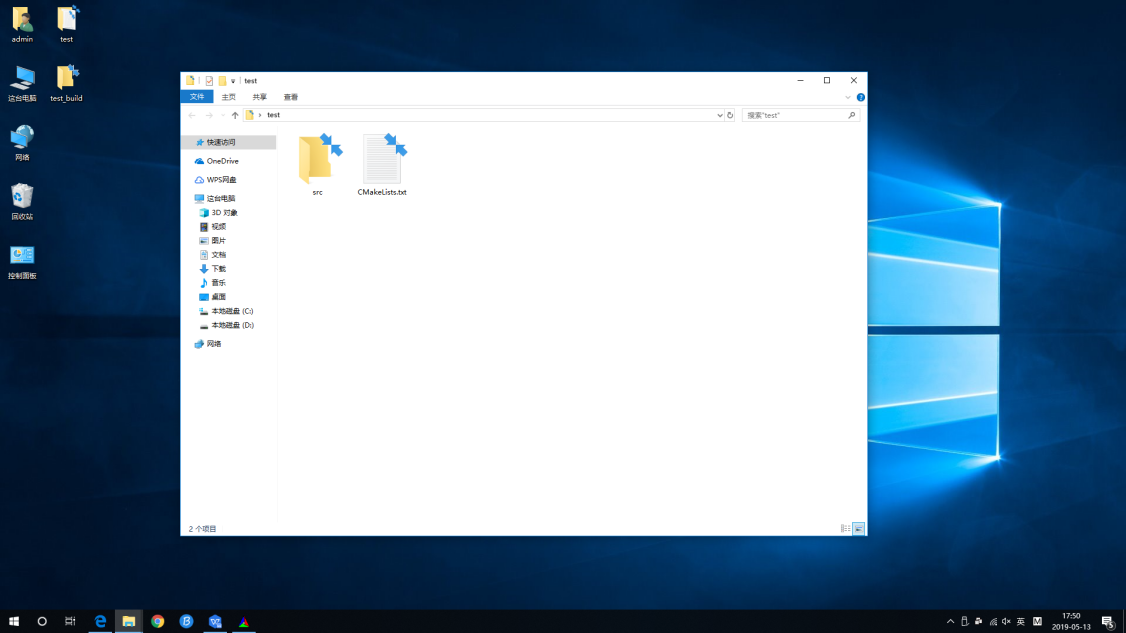 admin
test
这台电脑
test_build
网络
回收站
控制面板
test
文件
主页
共享
查看
test
搜索"test"
快速访问
OneDrive
WPS网盘
这台电脑
3D 对象
视频
图片
文档
下载
音乐
桌面
本地磁盘 (C:)
本地磁盘 (D:)
网络
src
CMakeLists.txt
2 个项目
英
M
17:50
2019-05-13